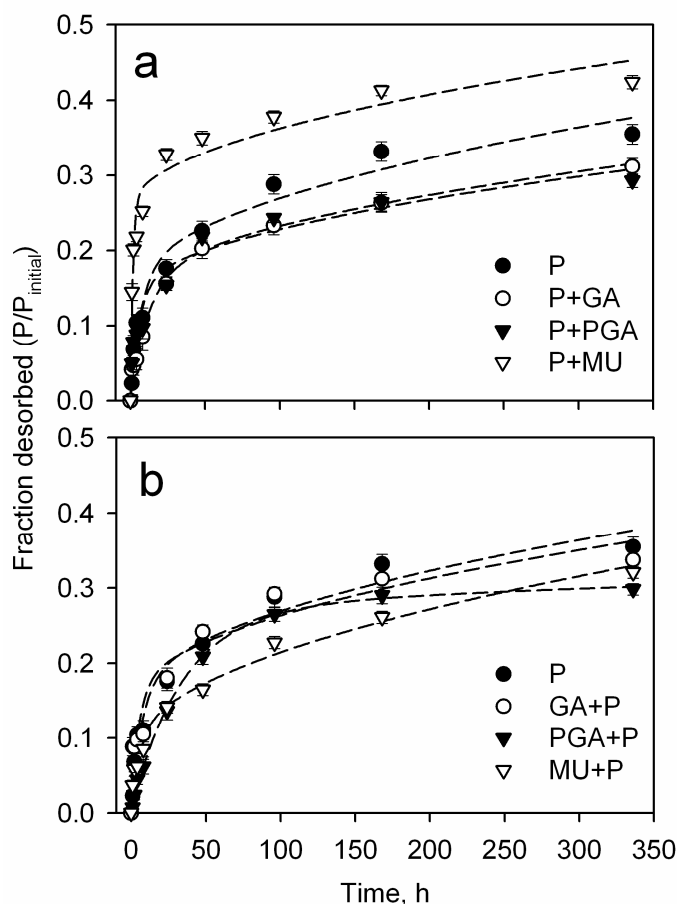 0.5
a
0.4
0.3
0.2
0.1
0.0
P
P+GA
P+PGA
P+MU
Fraction desorbed (P/Pinitial)
0.5
b
0.4
0.3
0.2
0.1
0.0
P
GA+P
PGA+P
MU+P
0 50 100 150 200 250 300 350
Time, h